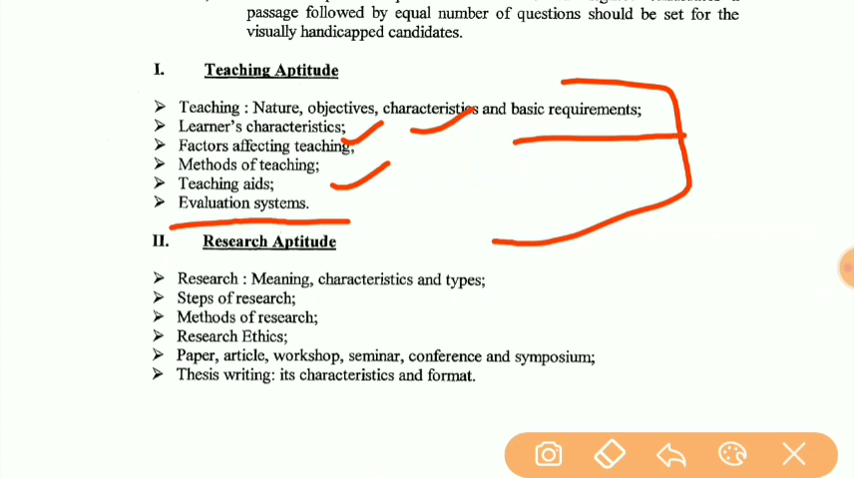 passage followed by equal number of questions should be set for the
visually handicapped candidates.
I. Teaching Aptitude
➢ Teaching : Nature, objectives, characteristics and basic requirements;
➢ Learner's characteristics;
➢ Factors affecting teaching;
➢ Methods of teaching;
➢ Teaching aids;
➢ Evaluation systems.
II. Research Aptitude
➢ Research : Meaning, characteristics and types;
➢ Steps of research;
➢ Methods of research;
➢ Research Ethics;
➢ Paper, article, workshop, seminar, conference and symposium;
➢ Thesis writing: its characteristics and format.